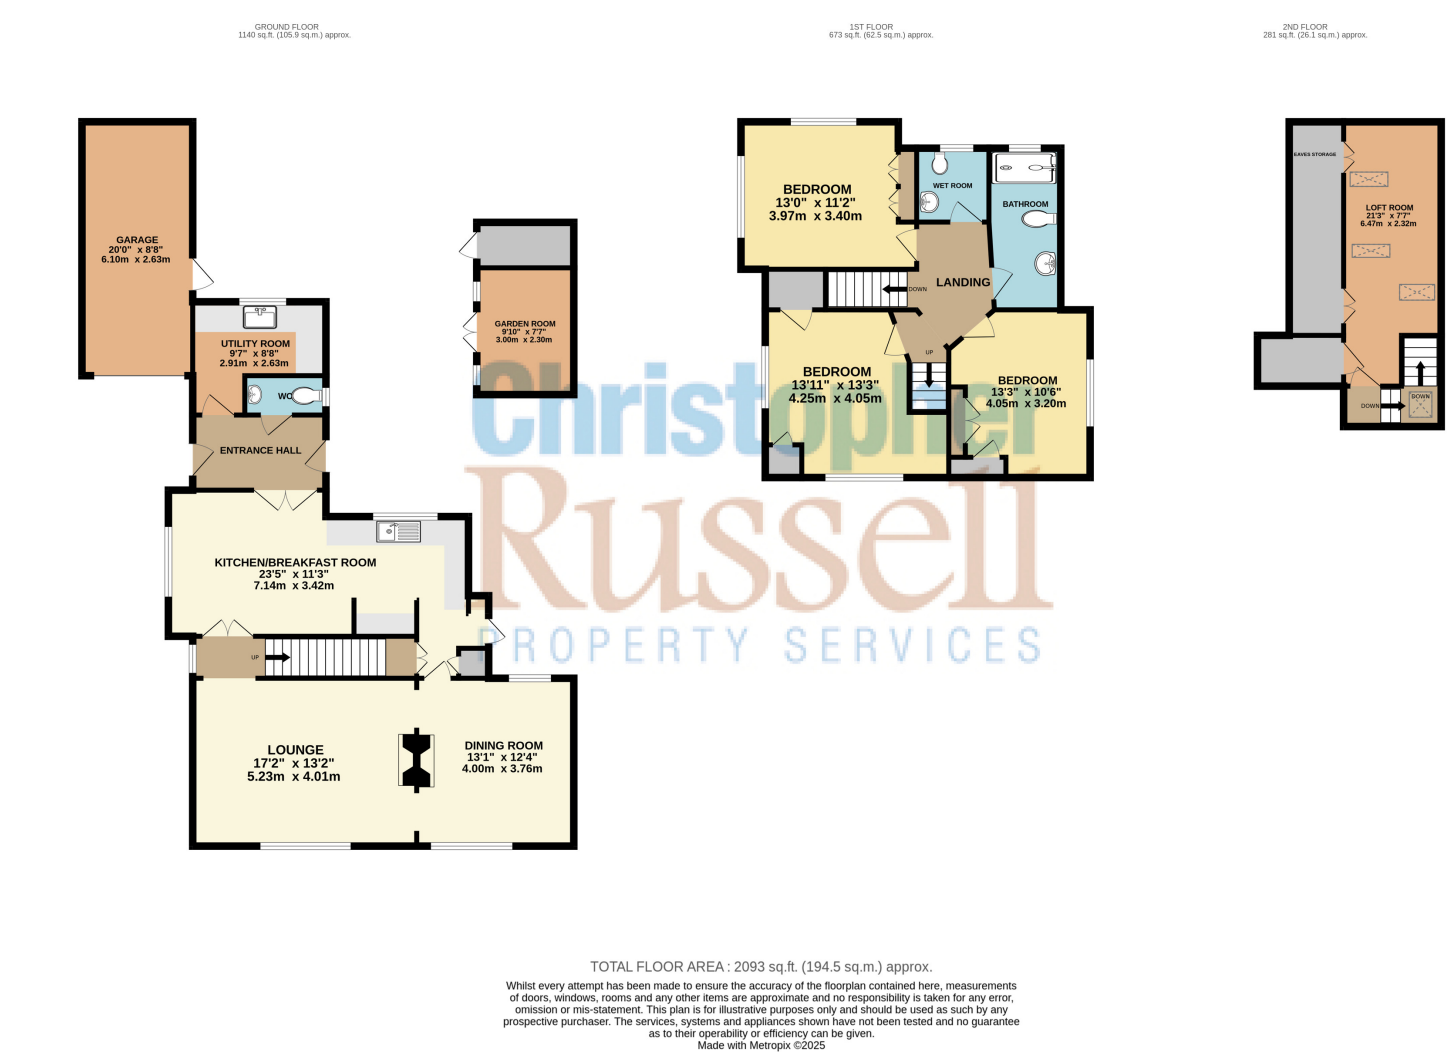 GROUND FLOOR
1140 sq.ft. (105.9 sq.m.) approx.
1ST FLOOR
673 sq.ft. (62.5 sq.m.) approx.
2ND FLOOR
281 sq.ft. (26.1 sq.m.) approx.
GARAGE
20'0" x 8'8"
6.10m x 2.63m
UTILITY ROOM
9'7" x 8'8"
2.91m x 2.63m
WC
ENTRANCE HALL
KITCHEN/BREAKFAST ROOM
23'5" x 11'3"
7.14m x 3.42m
UP
LOUNGE
17'2" x 13'2"
5.23m x 4.01m
DINING ROOM
13'1" x 12'4"
4.00m x 3.76m
GARDEN ROOM
9'10" x 7'7"
3.00m x 2.30m
BEDROOM
13'0" x 11'2"
3.97m x 3.40m
WET ROOM
BATHROOM
LANDING
DOWN
UP
BEDROOM
13'11" x 13'3"
4.25m x 4.05m
BEDROOM
13'3" x 10'6"
4.05m x 3.20m
EAVES STORAGE
LOFT ROOM
21'3" x 7'7"
6.47m x 2.32m
DOWN
DOWN
Christopher
Russell
PROPERTY SERVICES
TOTAL FLOOR AREA : 2093 sq.ft. (194.5 sq.m.) approx.
Whilst every attempt has been made to ensure the accuracy of the floorplan contained here, measurements
of doors, windows, rooms and any other items are approximate and no responsibility is taken for any error,
omission or mis-statement. This plan is for illustrative purposes only and should be used as such by any
prospective purchaser. The services, systems and appliances shown have not been tested and no guarantee
as to their operability or efficiency can be given.
Made with Metropix ©2025